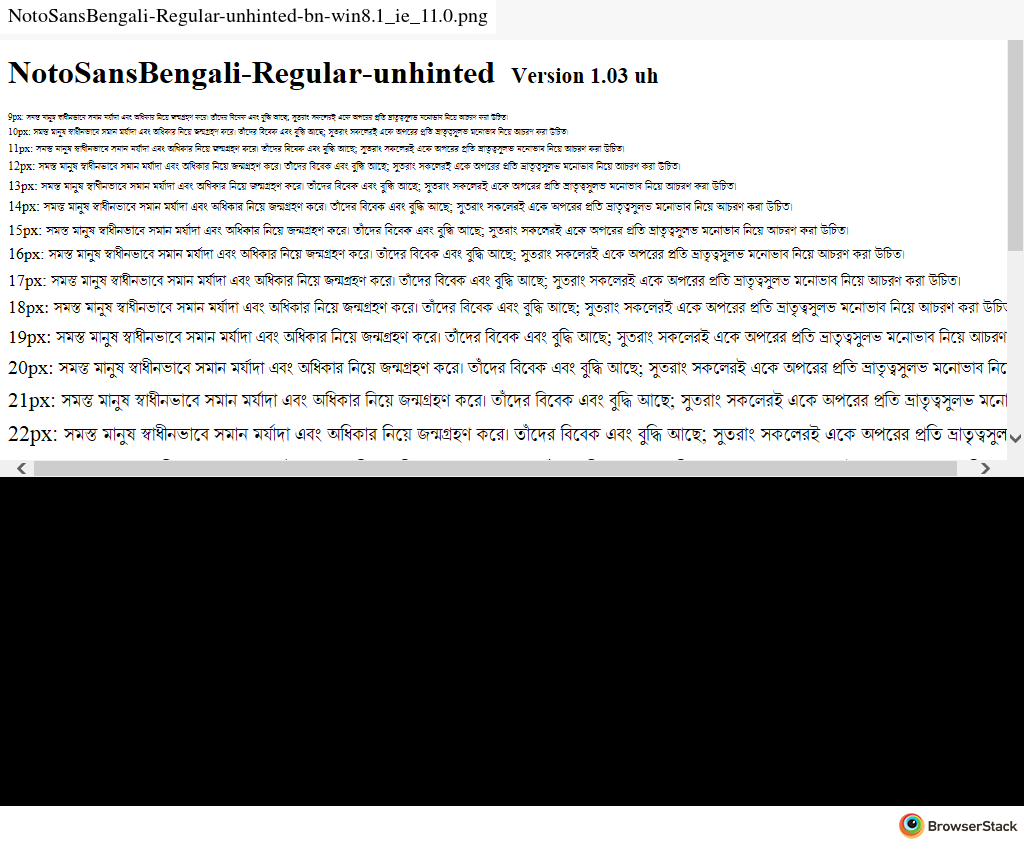 NotoSansBengali-Regular-unhinted-bn-win8.1_ie_11.0.png
NotoSansBengali-Regular-unhinted Version 1.03 uh
9px: সমস্ত মানুষ স্বাধীনভাবে সমান মর্যাদা এবং অধিকার নিয়ে জন্মগ্রহণ করে। তাঁদের বিবেক এবং বুদ্ধি আছে; সুতরাং সকলেরই একে অপরের প্রতি ভ্রাতৃত্বসুলভ মনোভাব নিয়ে আচরণ করা উচিত।
10px: সমস্ত মানুষ স্বাধীনভাবে সমান মর্যাদা এবং অধিকার নিয়ে জন্মগ্রহণ করে। তাঁদের বিবেক এবং বুদ্ধি আছে; সুতরাং সকলেরই একে অপরের প্রতি ভ্রাতৃত্বসুলভ মনোভাব নিয়ে আচরণ করা উচিত।
11px: সমস্ত মানুষ স্বাধীনভাবে সমান মর্যাদা এবং অধিকার নিয়ে জন্মগ্রহণ করে। তাঁদের বিবেক এবং বুদ্ধি আছে; সুতরাং সকলেরই একে অপরের প্রতি ভ্রাতৃত্বসুলভ মনোভাব নিয়ে আচরণ করা উচিত।
12px: সমস্ত মানুষ স্বাধীনভাবে সমান মর্যাদা এবং অধিকার নিয়ে জন্মগ্রহণ করে। তাঁদের বিবেক এবং বুদ্ধি আছে; সুতরাং সকলেরই একে অপরের প্রতি ভ্রাতৃত্বসুলভ মনোভাব নিয়ে আচরণ করা উচিত।
13px: সমস্ত মানুষ স্বাধীনভাবে সমান মর্যাদা এবং অধিকার নিয়ে জন্মগ্রহণ করে। তাঁদের বিবেক এবং বুদ্ধি আছে; সুতরাং সকলেরই একে অপরের প্রতি ভ্রাতৃত্বসুলভ মনোভাব নিয়ে আচরণ করা উচিত।
14px: সমস্ত মানুষ স্বাধীনভাবে সমান মর্যাদা এবং অধিকার নিয়ে জন্মগ্রহণ করে। তাঁদের বিবেক এবং বুদ্ধি আছে; সুতরাং সকলেরই একে অপরের প্রতি ভ্রাতৃত্বসুলভ মনোভাব নিয়ে আচরণ করা উচিত।
15px: সমস্ত মানুষ স্বাধীনভাবে সমান মর্যাদা এবং অধিকার নিয়ে জন্মগ্রহণ করে। তাঁদের বিবেক এবং বুদ্ধি আছে; সুতরাং সকলেরই একে অপরের প্রতি ভ্রাতৃত্বসুলভ মনোভাব নিয়ে আচরণ করা উচিত।
16px: সমস্ত মানুষ স্বাধীনভাবে সমান মর্যাদা এবং অধিকার নিয়ে জন্মগ্রহণ করে। তাঁদের বিবেক এবং বুদ্ধি আছে; সুতরাং সকলেরই একে অপরের প্রতি ভ্রাতৃত্বসুলভ মনোভাব নিয়ে আচরণ করা উচিত।
17px: সমস্ত মানুষ স্বাধীনভাবে সমান মর্যাদা এবং অধিকার নিয়ে জন্মগ্রহণ করে। তাঁদের বিবেক এবং বুদ্ধি আছে; সুতরাং সকলেরই একে অপরের প্রতি ভ্রাতৃত্বসুলভ মনোভাব নিয়ে আচরণ করা উচিত।
18px: সমস্ত মানুষ স্বাধীনভাবে সমান মর্যাদা এবং অধিকার নিয়ে জন্মগ্রহণ করে। তাঁদের বিবেক এবং বুদ্ধি আছে; সুতরাং সকলেরই একে অপরের প্রতি ভ্রাতৃত্বসুলভ মনোভাব নিয়ে আচরণ করা
19px: সমস্ত মানুষ স্বাধীনভাবে সমান মর্যাদা এবং অধিকার নিয়ে জন্মগ্রহণ করে। তাঁদের বিবেক এবং বুদ্ধি আছে; সুতরাং সকলেরই একে অপরের প্রতি ভ্রাতৃত্বসুলভ মনোভাব নিয়ে আচরণ
20px: সমস্ত মানুষ স্বাধীনভাবে সমান মর্যাদা এবং অধিকার নিয়ে জন্মগ্রহণ করে। তাঁদের বিবেক এবং বুদ্ধি আছে; সুতরাং সকলেরই একে অপরের প্রতি ভ্রাতৃত্বসুলভ মনোভাব
21px: সমস্ত মানুষ স্বাধীনভাবে সমান মর্যাদা এবং অধিকার নিয়ে জন্মগ্রহণ করে। তাঁদের বিবেক এবং বুদ্ধি আছে; সুতরাং সকলেরই একে অপরের প্রতি ভ্রাতৃত্বসুলভ মনো
22px: সমস্ত মানুষ স্বাধীনভাবে সমান মর্যাদা এবং অধিকার নিয়ে জন্মগ্রহণ করে। তাঁদের বিবেক এবং বুদ্ধি আছে; সুতরাং সকলেরই একে অপরের প্রতি ভ্রাতৃত্বসুল
BrowserStack